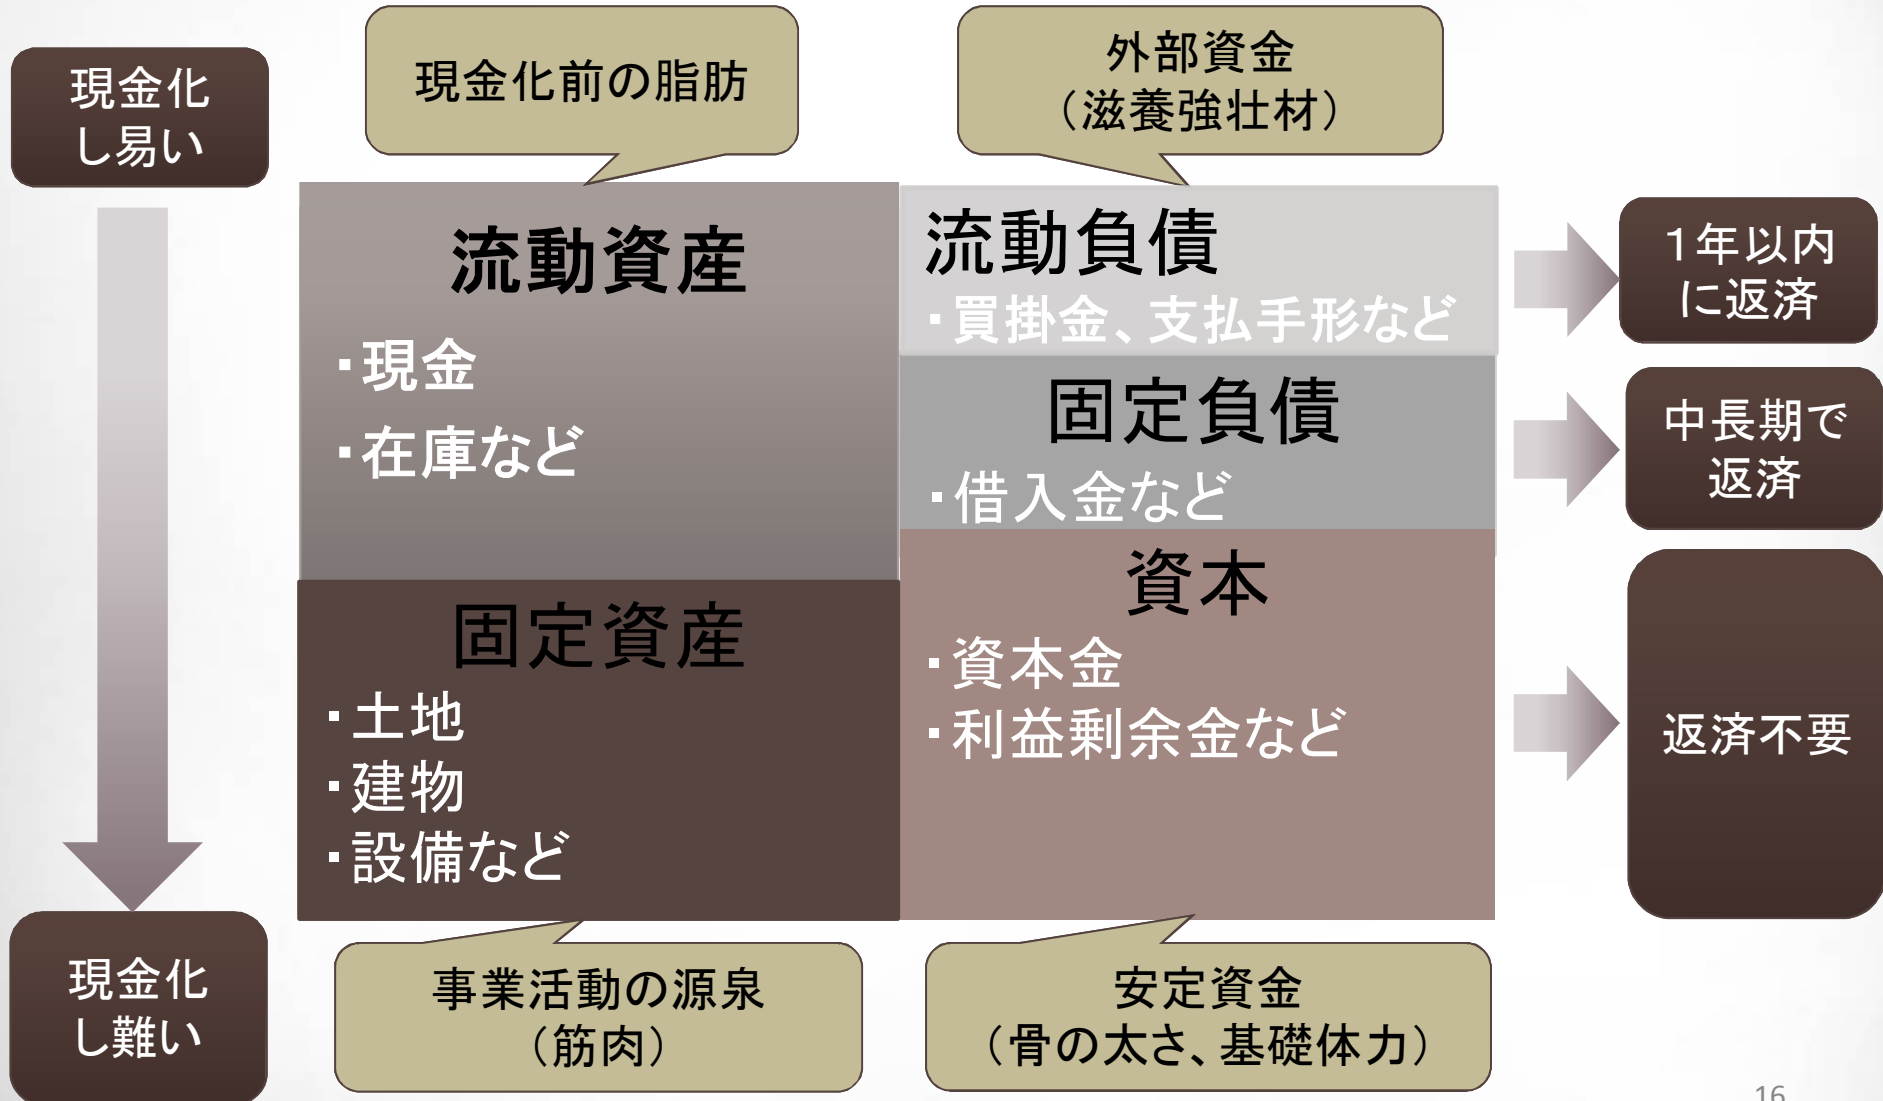 現金化
し易い
現金化前の脂肪
外部資金
（滋養強壮材）
流動資産
・現金
・在庫など
流動負債
・買掛金、支払手形など
１年以内
に返済
固定負債
・借入金など
中長期で
返済
固定資産
・土地
・建物
・設備など
資本
・資本金
・利益剰余金など
返済不要
現金化
し難い
事業活動の源泉
（筋肉）
安定資金
（骨の太さ、基礎体力）
16